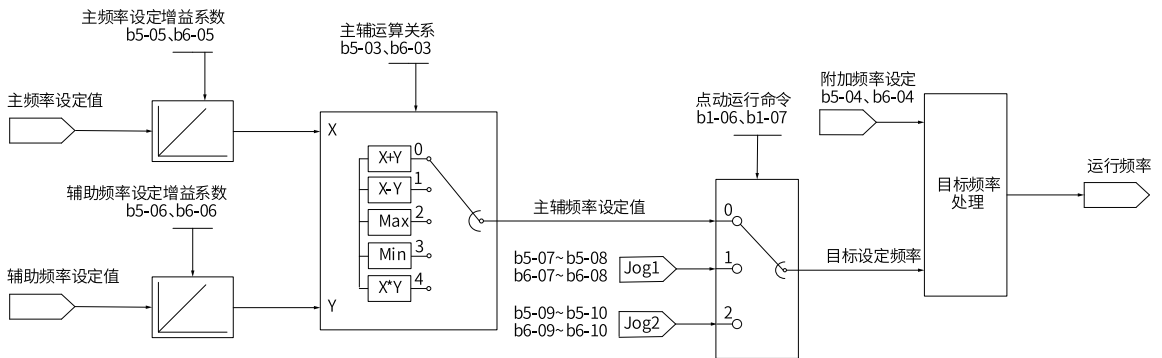 主频率设定增益系数
b5-05、b6-05
主频率设定值
辅助频率设定增益系数
b5-06、b6-06
辅助频率设定值
主辅运算关系
b5-03、b6-03
X
X+Y
0
X-Y
1
Max
2
Min
3
X*Y
4
Y
主辅频率设定值
点动运行命令
b1-06、b1-07
0
b5-07~b5-08
b6-07~b6-08
Jog1
1
b5-09~b5-10
b6-09~b6-10
Jog2
2
附加频率设定
b5-04、b6-04
目标设定频率
目标频率
处理
运行频率